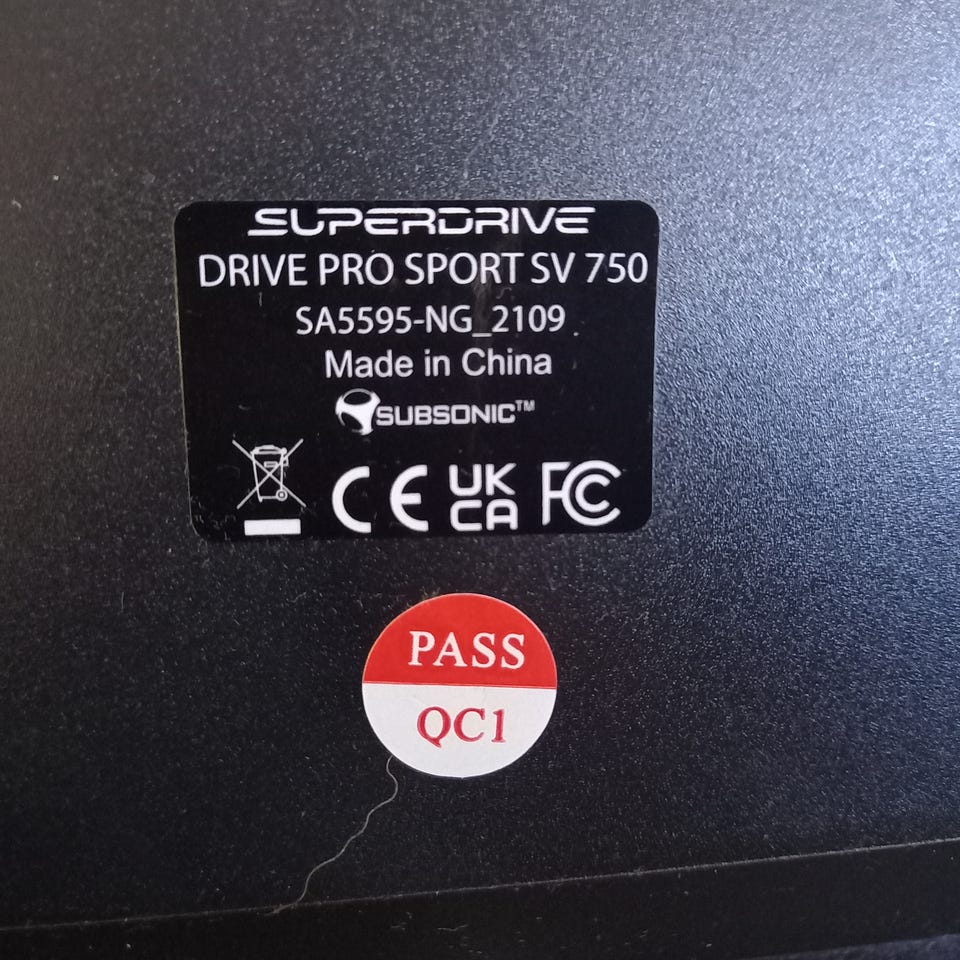 SUPERDRIVE
DRIVE PRO SPORT SV 750
SA5595-NG_2109
Made in China
SUBSONIC™
CE UK CA FC
PASS
QC1